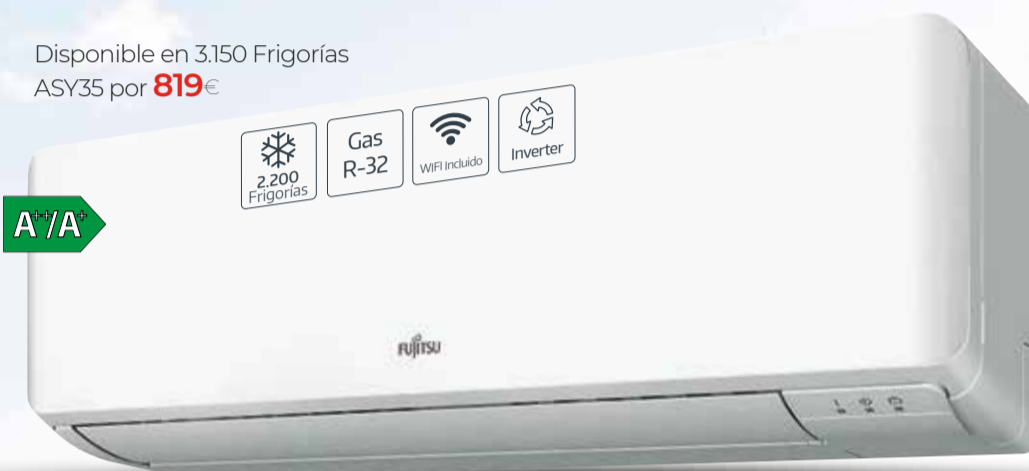 Disponible en 3.150 Frigorías
ASY35 por 819€
2.200
Frigorías
Gas
R-32
WIFI Incluido
Inverter
A++/A+
FUJITSU